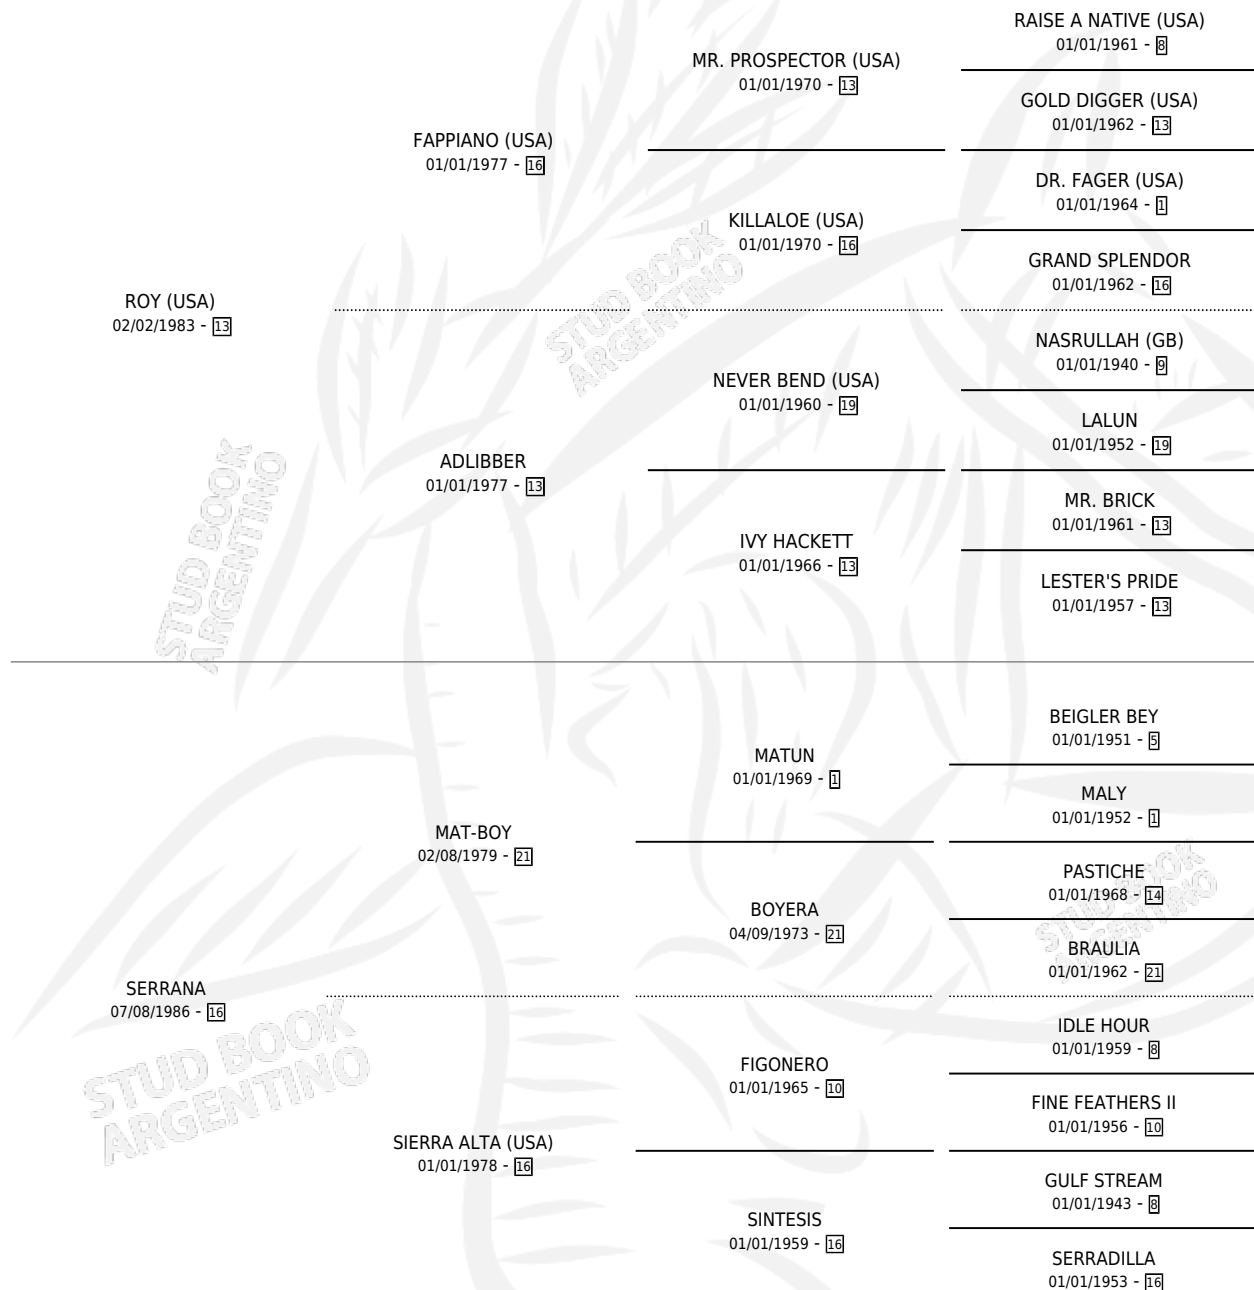 RAISE A NATIVE (USA)
01/01/1961 - 8
MR. PROSPECTOR (USA)
01/01/1970 - 13
GOLD DIGGER (USA)
01/01/1962 - 13
FAPPIANO (USA)
01/01/1977 - 16
DR. FAGER (USA)
01/01/1964 - 1
KILLALOE (USA)
01/01/1970 - 16
GRAND SPLENDOR
01/01/1962 - 16
ROY (USA)
02/02/1983 - 13
NASRULLAH (GB)
01/01/1940 - 9
NEVER BEND (USA)
01/01/1960 - 19
LALUN
01/01/1952 - 19
ADLIBBER
01/01/1977 - 13
MR. BRICK
01/01/1961 - 13
IVY HACKETT
01/01/1966 - 13
LESTER'S PRIDE
01/01/1957 - 13
BEIGLER BEY
01/01/1951 - 5
MATUN
01/01/1969 - 1
MALY
01/01/1952 - 1
MAT-BOY
02/08/1979 - 21
PASTICHE
01/01/1968 - 14
BOYERA
04/09/1973 - 21
BRAULIA
01/01/1962 - 21
SERRANA
07/08/1986 - 16
IDLE HOUR
01/01/1959 - 8
FIGONERO
01/01/1965 - 10
FINE FEATHERS II
01/01/1956 - 10
SIERRA ALTA (USA)
01/01/1978 - 16
GULF STREAM
01/01/1943 - 8
SINTESIS
01/01/1959 - 16
SERRADILLA
01/01/1953 - 16
STUD BOOK
ARGENTINO
STUD BOOK
ARGENTINO
STUD BOOK
ARGENTINO
STUD BOOK
ARGENTINO